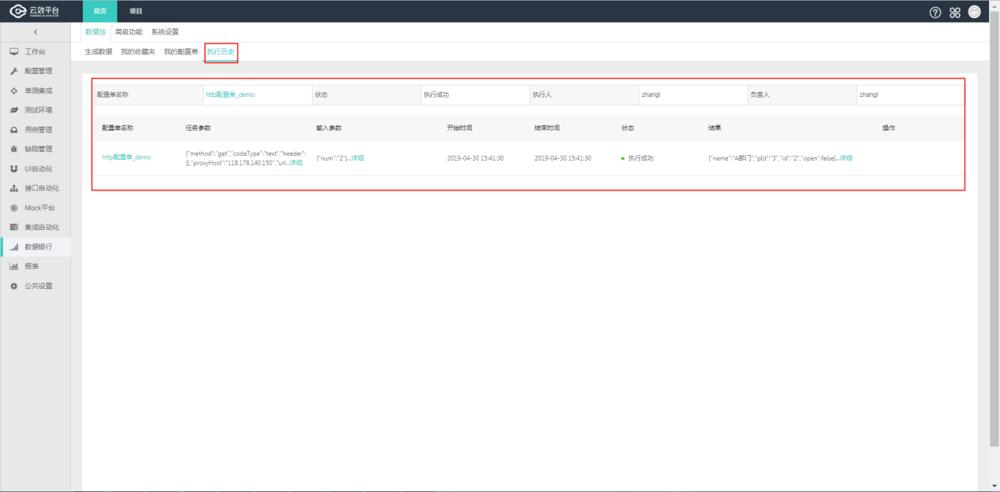 云效平台 首页 项目
数据池 高级功能 系统设置
生成数据 我的收藏夹 我的配置单 执行历史
工作台
配置管理
单测集成
测试环境
用例管理
缺陷管理
UI自动化
接口自动化
Mock平台
集成自动化
数据银行
报表
公共设置
配置单名称 http配置单_demo 状态 执行成功 执行人 zhangl 负责人 zhangl
配置单名称 任务参数 输入参数 开始时间 结束时间 状态 结果 操作
http配置单_demo {"method":"get","codeType":"text","header":
{},"proxyHost":"118.178.140.150","url...详细 {"num":"2"}...详细 2019-04-30 15:41:30 2019-04-30 15:41:30 执行成功 {"name":"A部门","pId":"3","id":"2","open":false}...详细